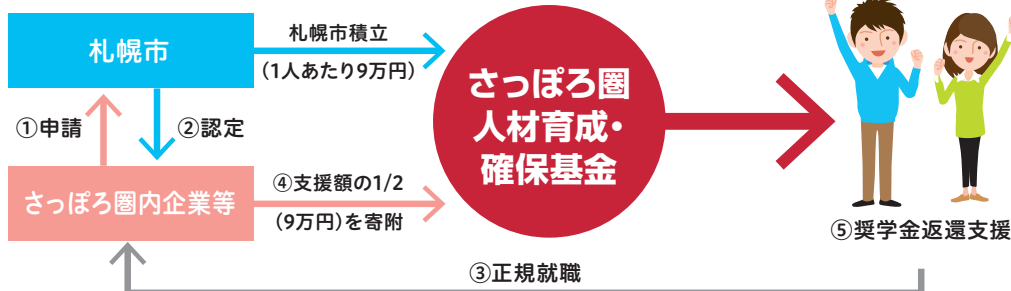 札幌市
札幌市積立
(1人あたり9万円)
①申請
②認定
さっぽろ圏内企業等
④支援額の1/2
(9万円)を寄附
さっぽろ圏
人材育成・
確保基金
⑤奨学金返還支援
③正規就職